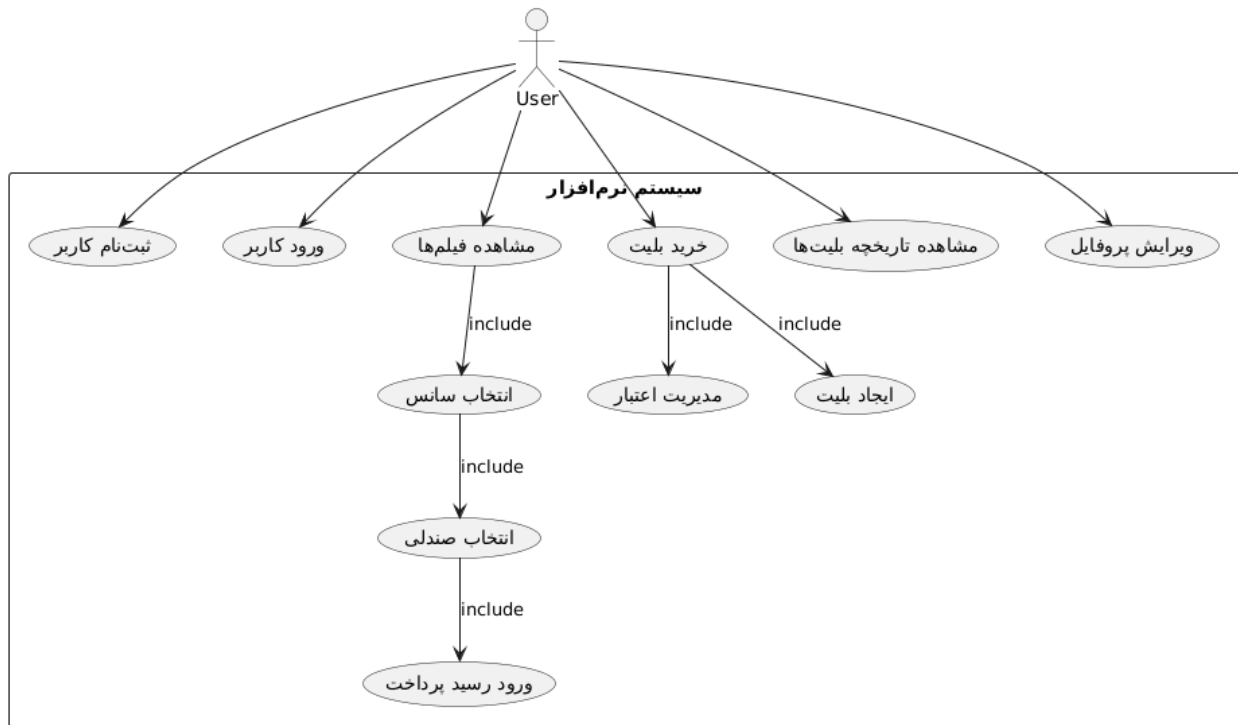 User
سیستم نرم‌افزار
ثبت‌نام کاربر
ورود کاربر
مشاهده فیلم‌ها
خرید بلیت
مشاهده تاریخچه بلیت‌ها
ویرایش پروفایل
include
include
include
انتخاب سانس
مدیریت اعتبار
ایجاد بلیت
include
انتخاب صندلی
include
ورود رسید پرداخت